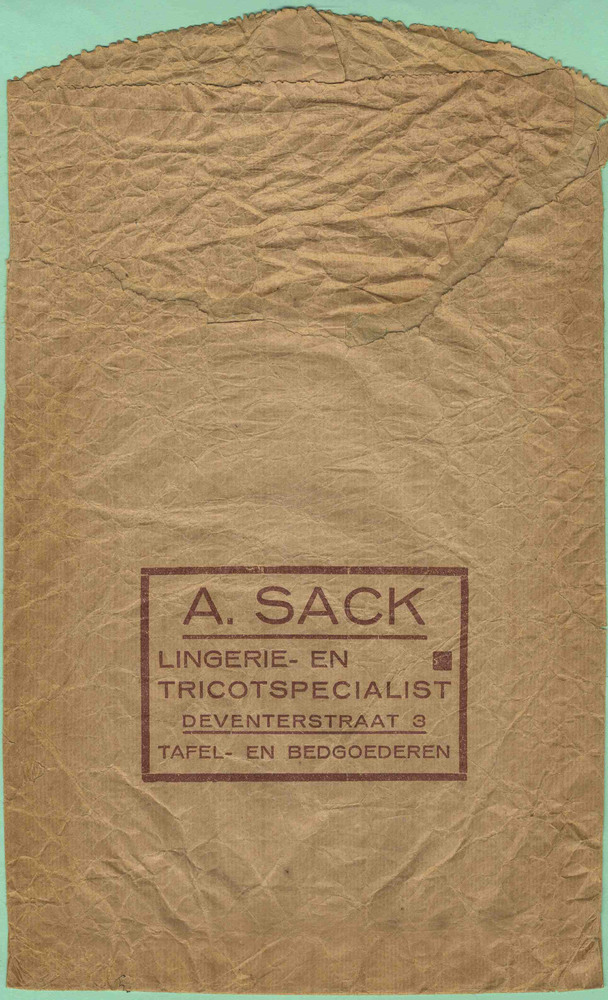 A. SACK
LINGERIE- EN
TRICOTSPECIALIST
DEVENTERSTRAAT 3
TAFEL- EN BEDGOEDEREN